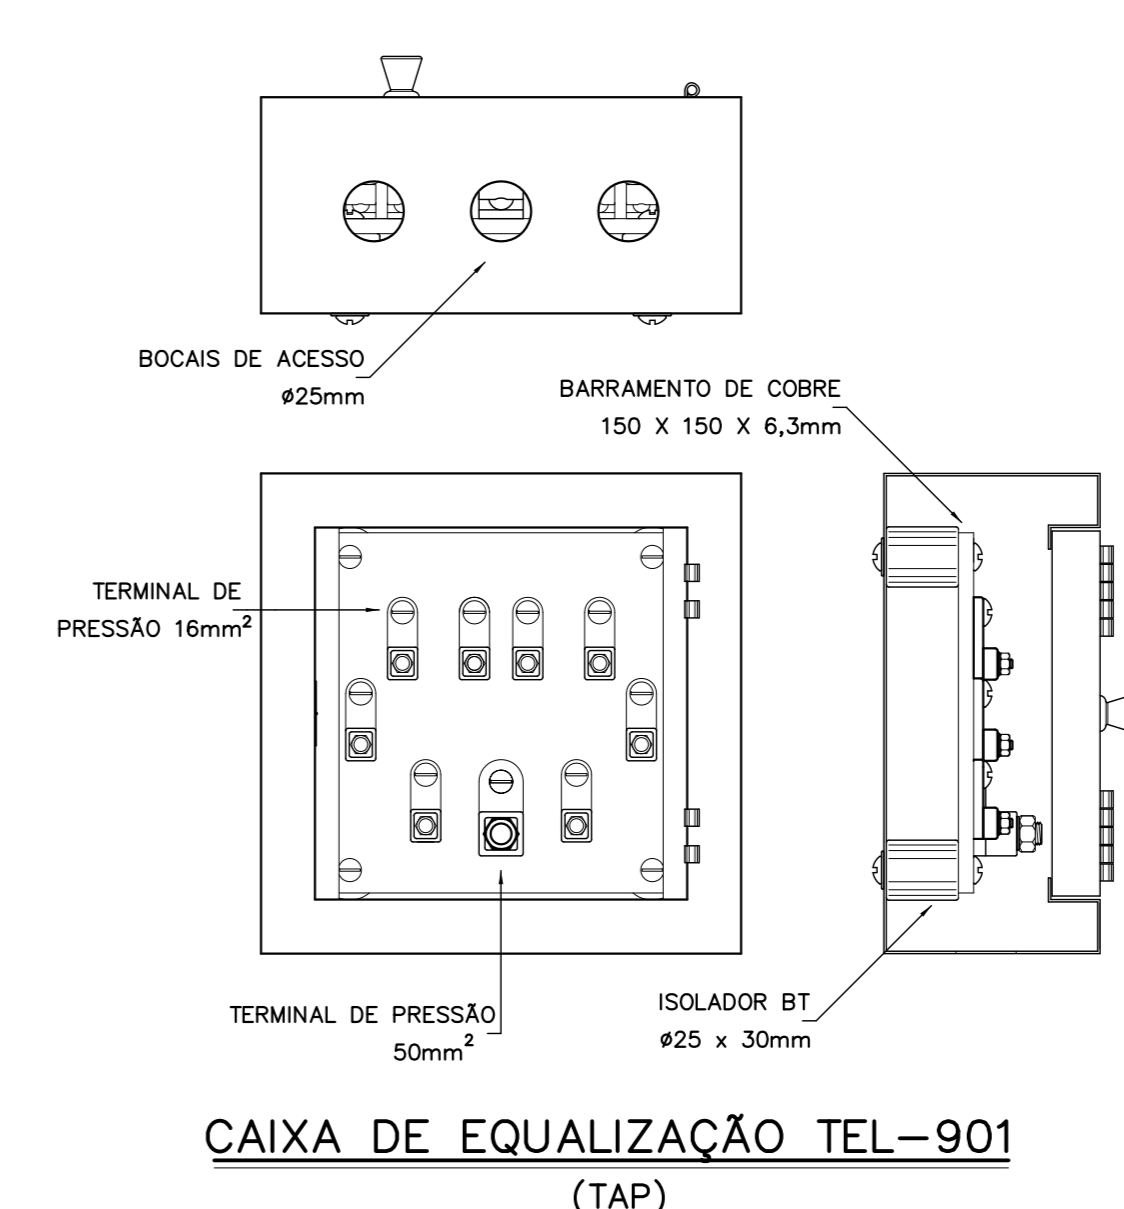 BOCAIS DE ACESSO
ø25mm
BARRAMENTO DE COBRE
150 X 150 X 6,3mm
TERMINAL DE
PRESSÃO 16mm²
TERMINAL DE PRESSÃO
50mm²
ISOLADOR BT
ø25 x 30mm
CAIXA DE EQUALIZAÇÃO TEL-901
(TAP)